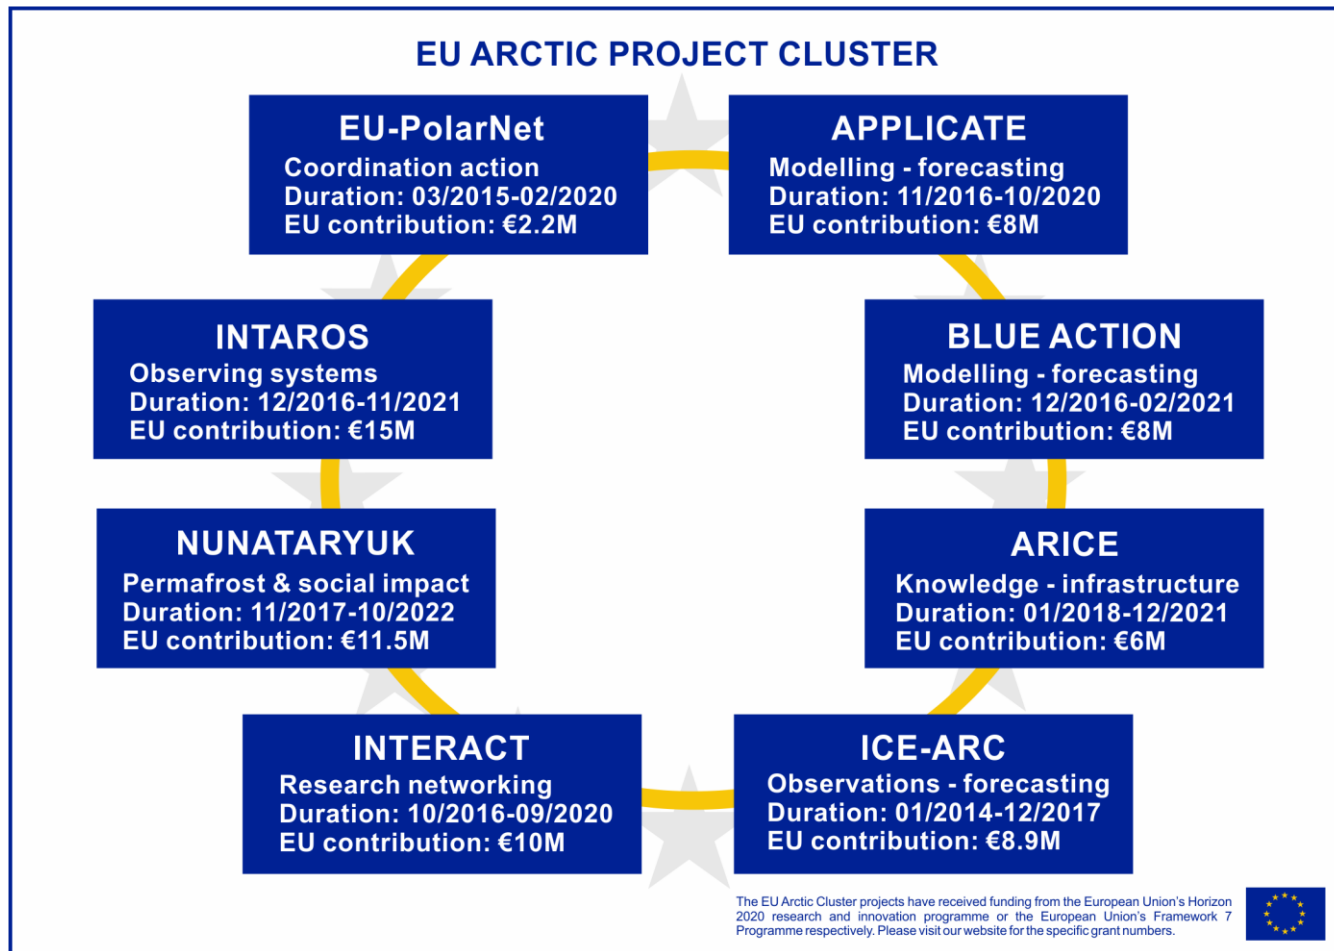 EU ARCTIC PROJECT CLUSTER
EU-PolarNet
Coordination action
Duration: 03/2015-02/2020
EU contribution: €2.2M
APPLICATE
Modelling - forecasting
Duration: 11/2016-10/2020
EU contribution: €8M
INTAROS
Observing systems
Duration: 12/2016-11/2021
EU contribution: €15M
BLUE ACTION
Modelling - forecasting
Duration: 12/2016-02/2021
EU contribution: €8M
NUNATARYUK
Permafrost & social impact
Duration: 11/2017-10/2022
EU contribution: €11.5M
ARICE
Knowledge - infrastructure
Duration: 01/2018-12/2021
EU contribution: €6M
INTERACT
Research networking
Duration: 10/2016-09/2020
EU contribution: €10M
ICE-ARC
Observations - forecasting
Duration: 01/2014-12/2017
EU contribution: €8.9M
The EU Arctic Cluster projects have received funding from the European Union's Horizon
2020 research and innovation programme or the European Union's Framework 7
Programme respectively. Please visit our website for the specific grant numbers.